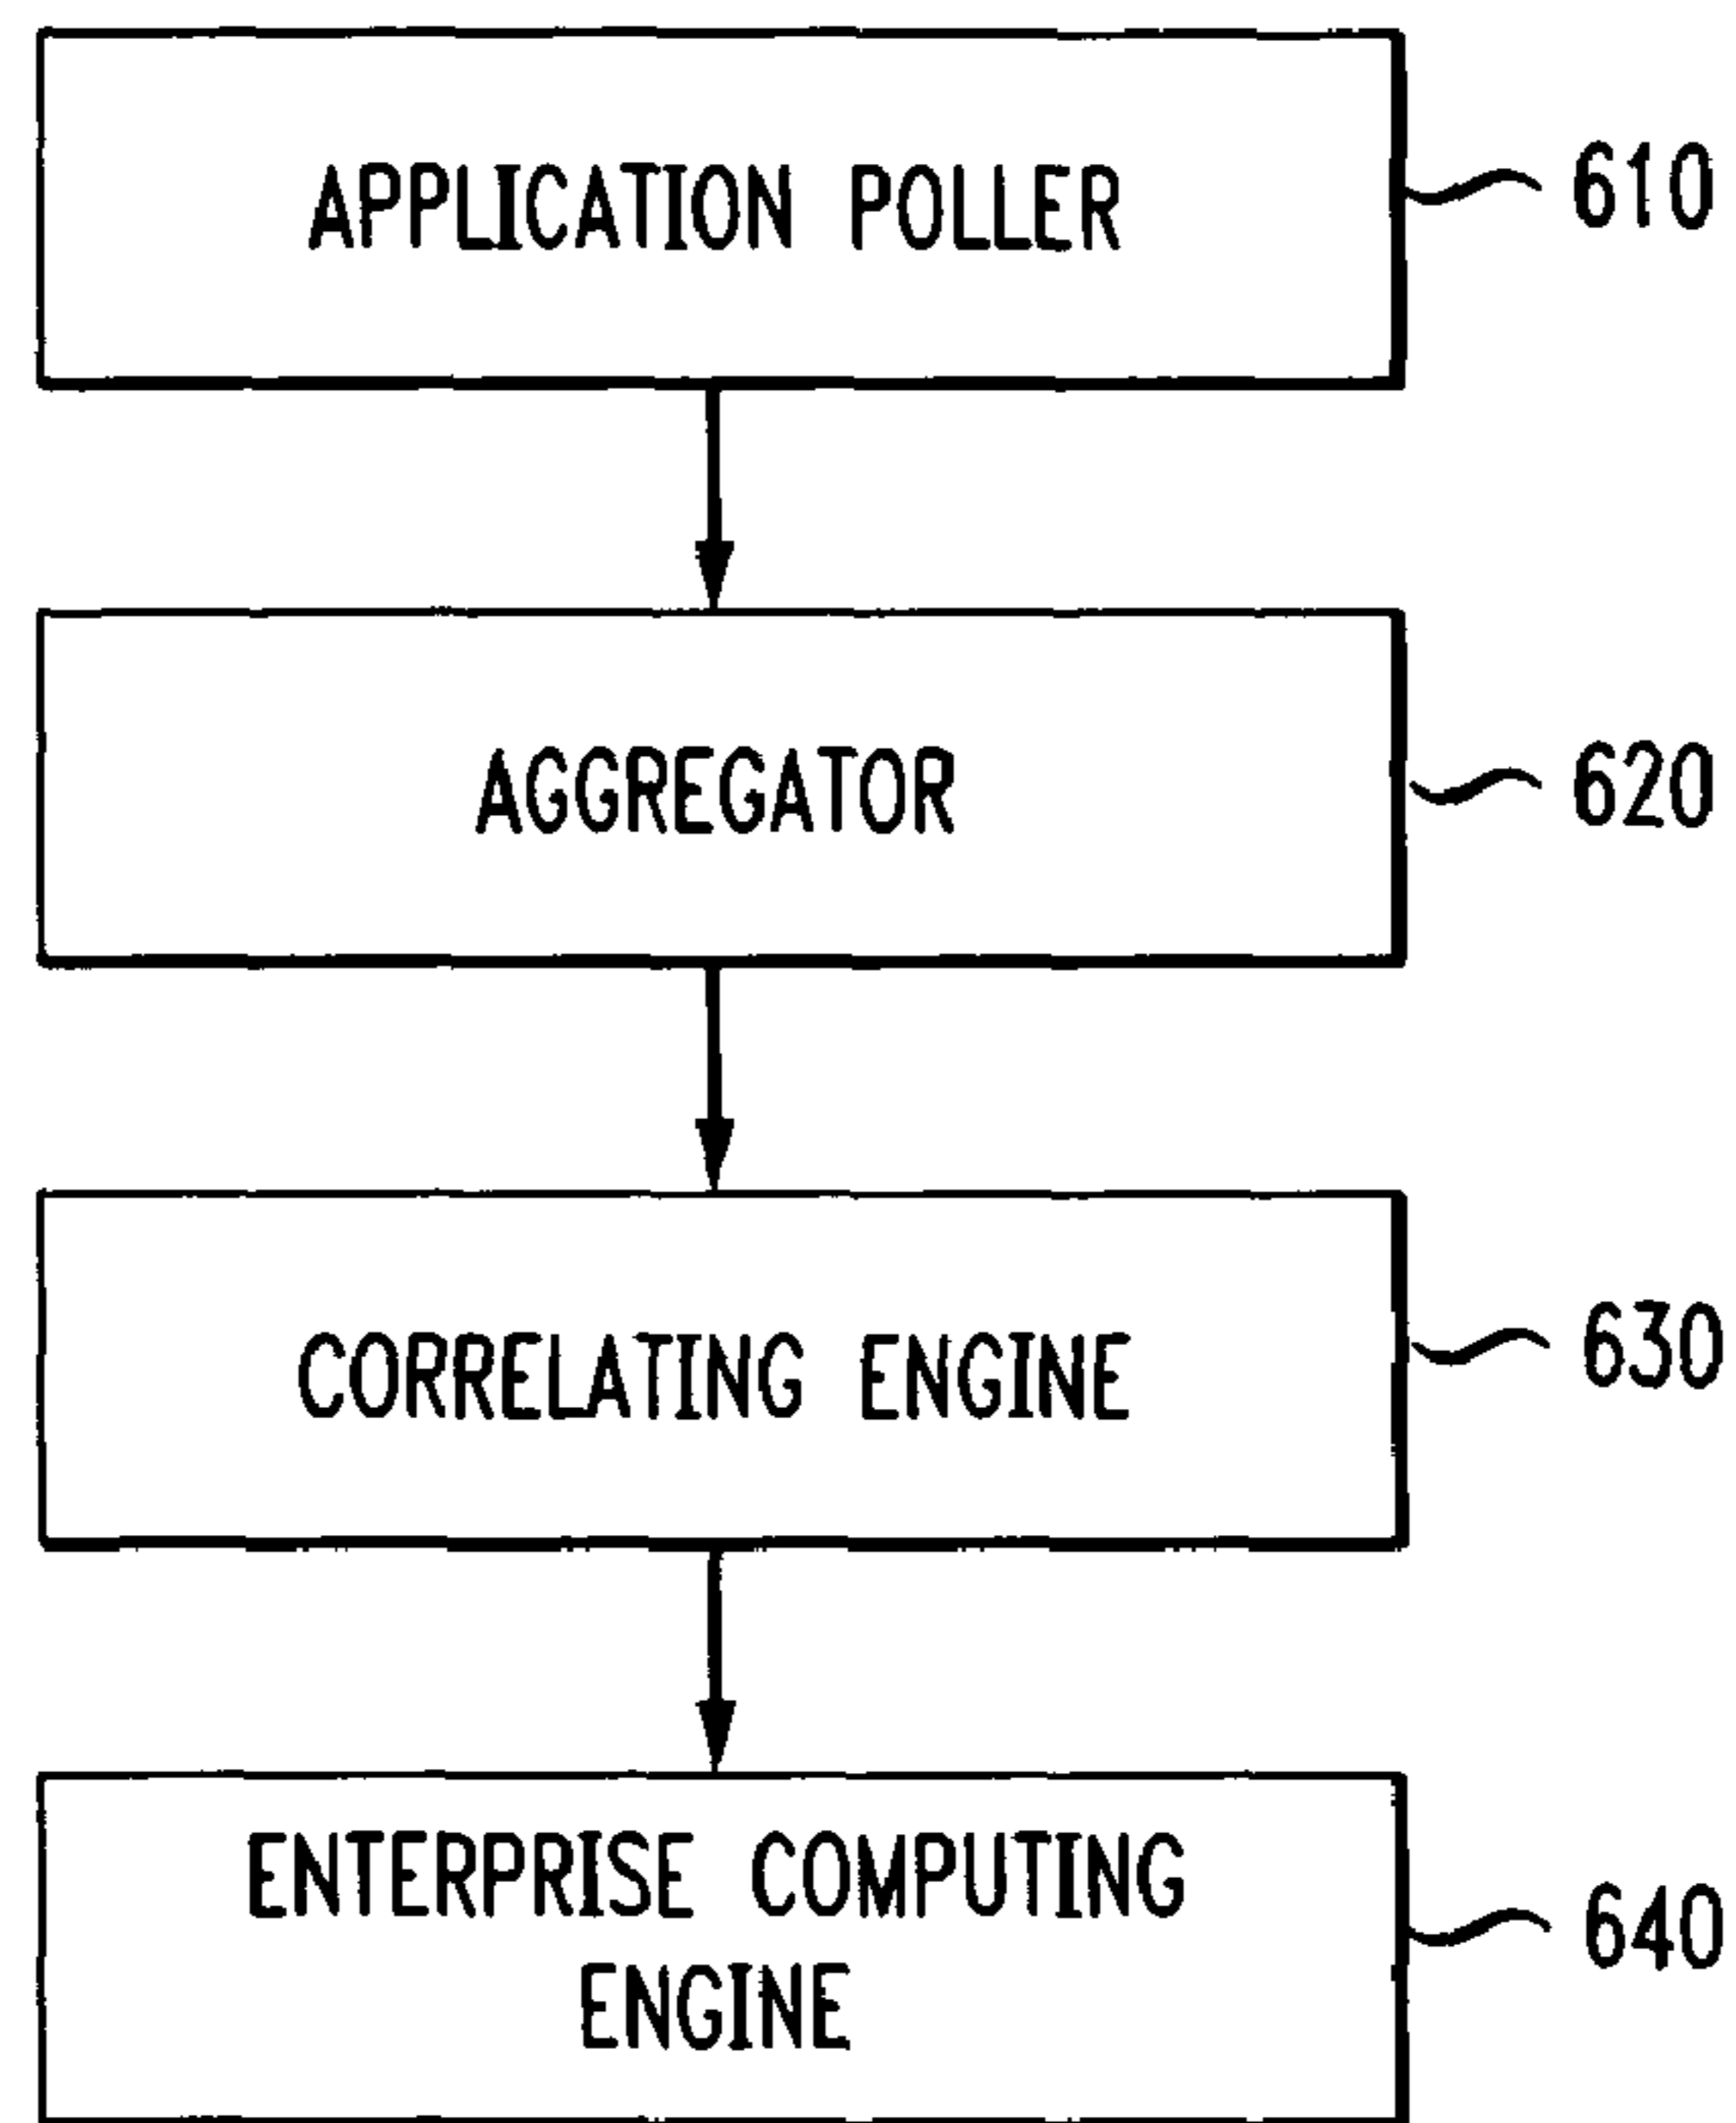 APPLICATION POLLER
610
AGGREGATOR
620
CORRELATING ENGINE
630
ENTERPRISE COMPUTING
ENGINE
640